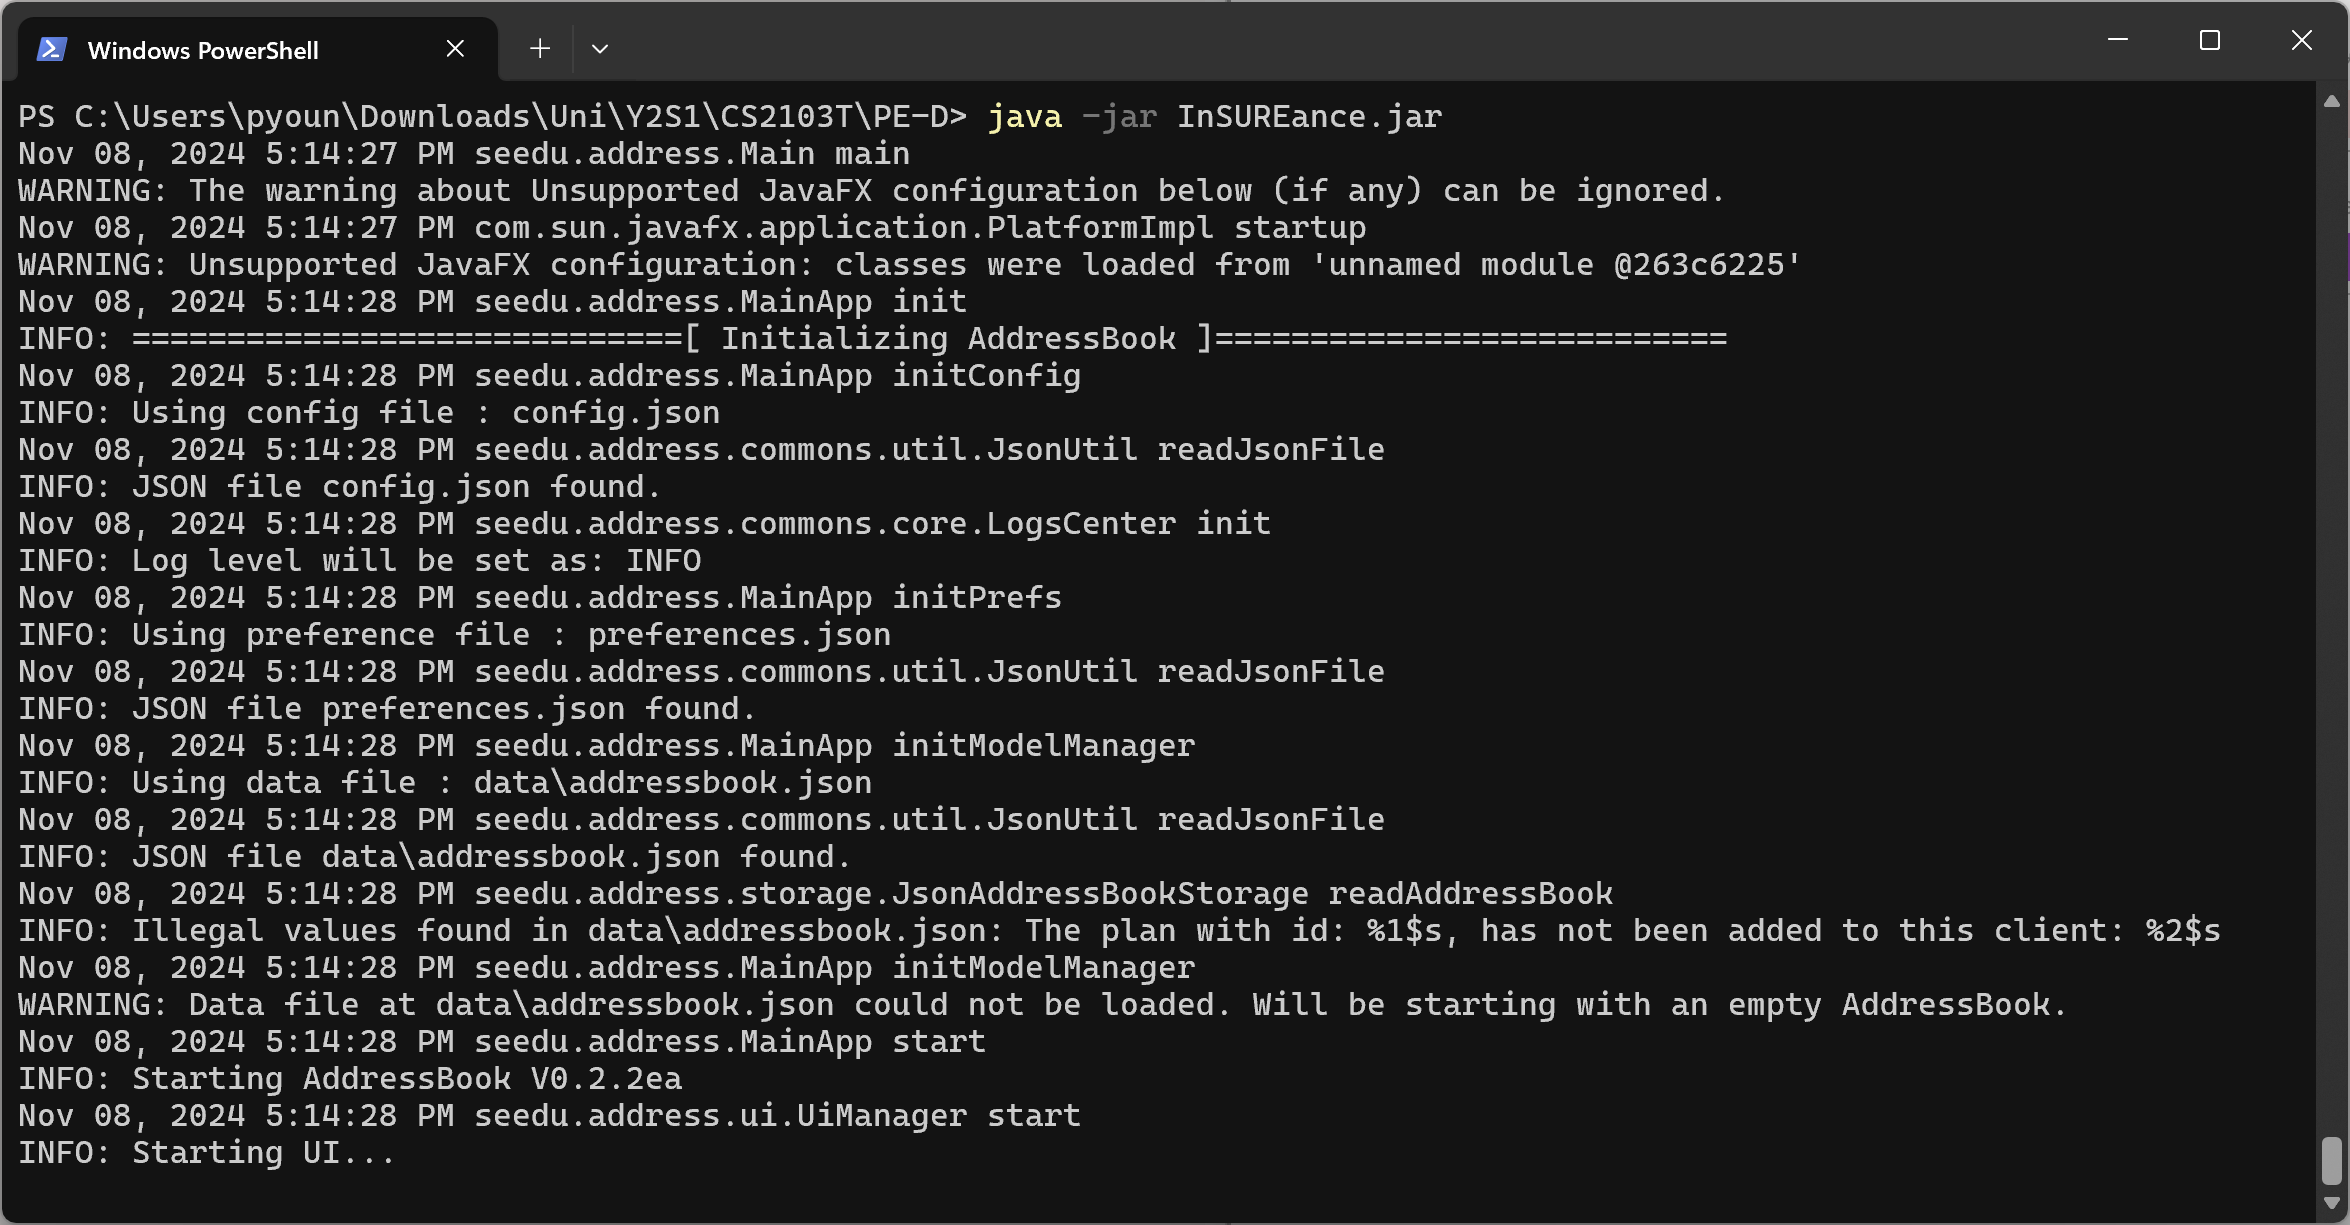 Windows PowerShell
PS C:\Users\pyoun\Downloads\Uni\Y2S1\CS2103T\PE-D> java -jar InSUREance.jar
Nov 08, 2024 5:14:27 PM seedu.address.Main main
WARNING: The warning about Unsupported JavaFX configuration below (if any) can be ignored.
Nov 08, 2024 5:14:27 PM com.sun.javafx.application.PlatformImpl startup
WARNING: Unsupported JavaFX configuration: classes were loaded from 'unnamed module @263c6225'
Nov 08, 2024 5:14:28 PM seedu.address.MainApp init
INFO: =============================[ Initializing AddressBook ]===========================
Nov 08, 2024 5:14:28 PM seedu.address.MainApp initConfig
INFO: Using config file : config.json
Nov 08, 2024 5:14:28 PM seedu.address.commons.util.JsonUtil readJsonFile
INFO: JSON file config.json found.
Nov 08, 2024 5:14:28 PM seedu.address.commons.core.LogsCenter init
INFO: Log level will be set as: INFO
Nov 08, 2024 5:14:28 PM seedu.address.MainApp initPrefs
INFO: Using preference file : preferences.json
Nov 08, 2024 5:14:28 PM seedu.address.commons.util.JsonUtil readJsonFile
INFO: JSON file preferences.json found.
Nov 08, 2024 5:14:28 PM seedu.address.MainApp initModelManager
INFO: Using data file : data\addressbook.json
Nov 08, 2024 5:14:28 PM seedu.address.commons.util.JsonUtil readJsonFile
INFO: JSON file data\addressbook.json found.
Nov 08, 2024 5:14:28 PM seedu.address.storage.JsonAddressBookStorage readAddressBook
INFO: Illegal values found in data\addressbook.json: The plan with id: %1$s, has not been added to this client: %2$s
Nov 08, 2024 5:14:28 PM seedu.address.MainApp initModelManager
WARNING: Data file at data\addressbook.json could not be loaded. Will be starting with an empty AddressBook.
Nov 08, 2024 5:14:28 PM seedu.address.MainApp start
INFO: Starting AddressBook V0.2.2ea
Nov 08, 2024 5:14:28 PM seedu.address.ui.UiManager start
INFO: Starting UI...